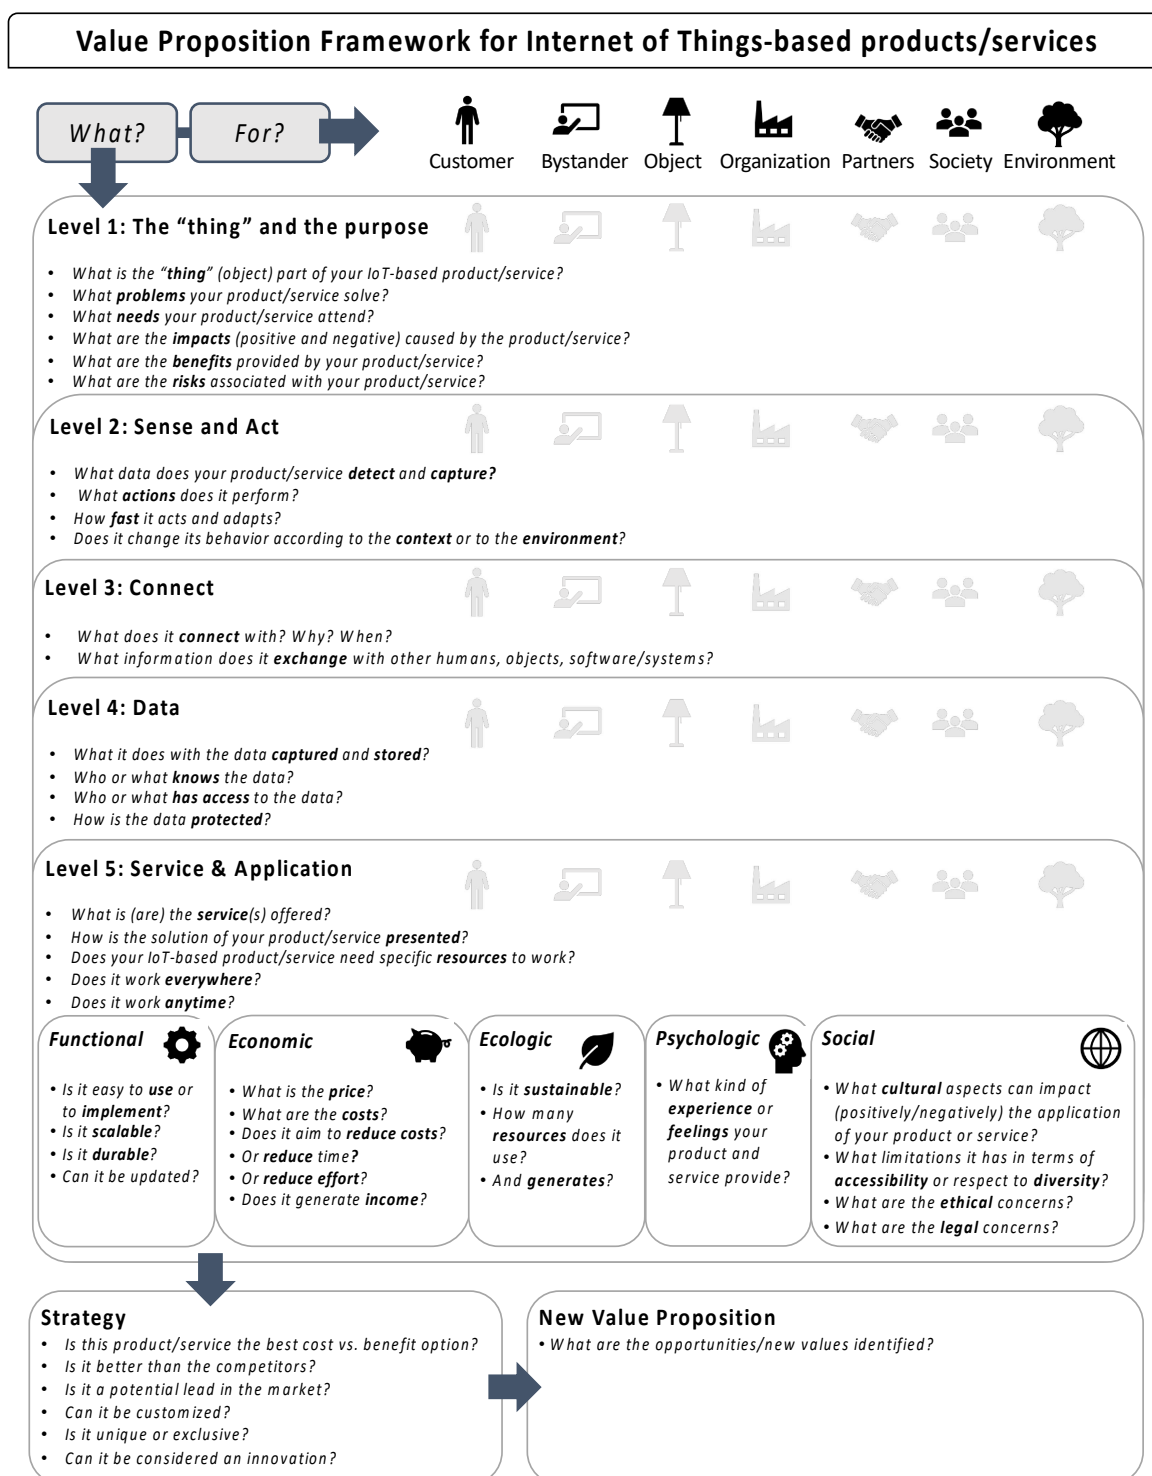 Value Proposition Framework for Internet of Things-based products/services
What?
For?
Customer
Bystander
Object
Organization
Partners
Society
Environment
Level 1: The “thing” and the purpose
• What is the “thing” (object) part of your IoT-based product/service?
• What problems your product/service solve?
• What needs your product/service attend?
• What are the impacts (positive and negative) caused by the product/service?
• What are the benefits provided by your product/service?
• What are the risks associated with your product/service?
Level 2: Sense and Act
• What data does your product/service detect and capture?
• What actions does it perform?
• How fast it acts and adapts?
• Does it change its behavior according to the context or to the environment?
Level 3: Connect
• What does it connect with? Why? When?
• What information does it exchange with other humans, objects, software/systems?
Level 4: Data
• What it does with the data captured and stored?
• Who or what knows the data?
• Who or what has access to the data?
• How is the data protected?
Level 5: Service & Application
• What is (are) the service(s) offered?
• How is the solution of your product/service presented?
• Does your IoT-based product/service need specific resources to work?
• Does it work everywhere?
• Does it work anytime?
Functional
• Is it easy to use or
to implement?
• Is it scalable?
• Is it durable?
• Can it be updated?
Economic
• What is the price?
• What are the costs?
• Does it aim to reduce costs?
• Or reduce time?
• Or reduce effort?
• Does it generate income?
Ecologic
• Is it sustainable?
• How many
resources does it
use?
• And generates?
Psychologic
• What kind of
experience or
feelings your
product and
service provide?
Social
• What cultural aspects can impact
(positively/negatively) the application
of your product or service?
• What limitations it has in terms of
accessibility or respect to diversity?
• What are the ethical concerns?
• What are the legal concerns?
Strategy
• Is this product/service the best cost vs. benefit option?
• Is it better than the competitors?
• Is it a potential lead in the market?
• Can it be customized?
• Is it unique or exclusive?
• Can it be considered an innovation?
New Value Proposition
• What are the opportunities/new values identified?